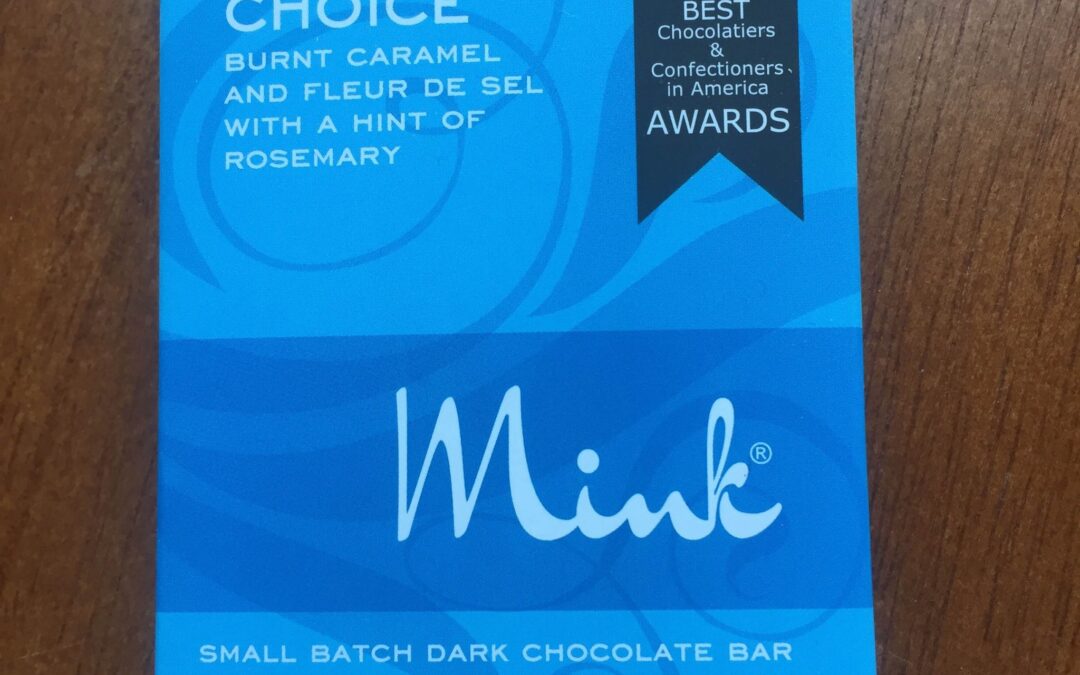 CHOICE
BURNT CARAMEL
AND FLEUR DE SEL
WITH A HINT OF
ROSEMARY
BEST
Chocolatiers
&
Confectioners
in America
AWARDS
Mink®
SMALL BATCH DARK CHOCOLATE BAR